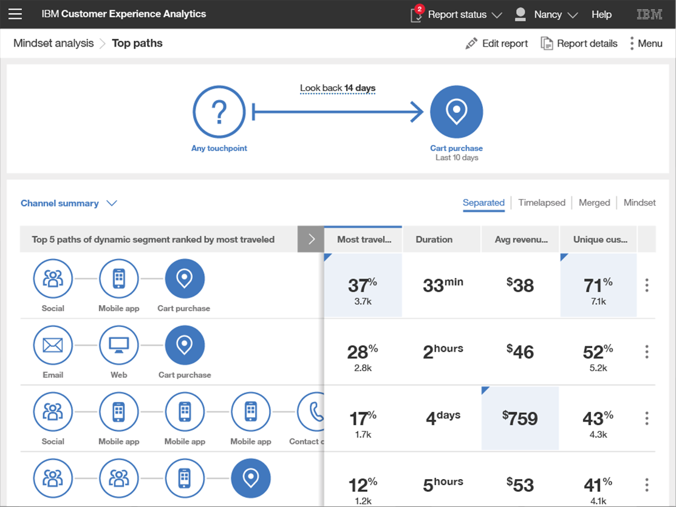 IBM Customer Experience Analytics
2
Report status
Nancy
Help
IBM
Mindset analysis
Top paths
Edit report
Report details
Menu
Look back 14 days
?
Any touchpoint
Cart purchase
Last 10 days
Channel summary
Separated
Timelapsed
Merged
Mindset
Top 5 paths of dynamic segment ranked by most traveled
Most travel...
Duration
Avg revenu...
Unique cus...
Social
Mobile app
Cart purchase
37%
3.7k
33min
$38
71%
7.1k
Email
Web
Cart purchase
28%
2.8k
2hours
$46
52%
5.2k
Social
Mobile app
Mobile app
Mobile app
Contact c
17%
1.7k
4days
$759
43%
4.3k
12%
1.2k
5hours
$53
41%
4.1k